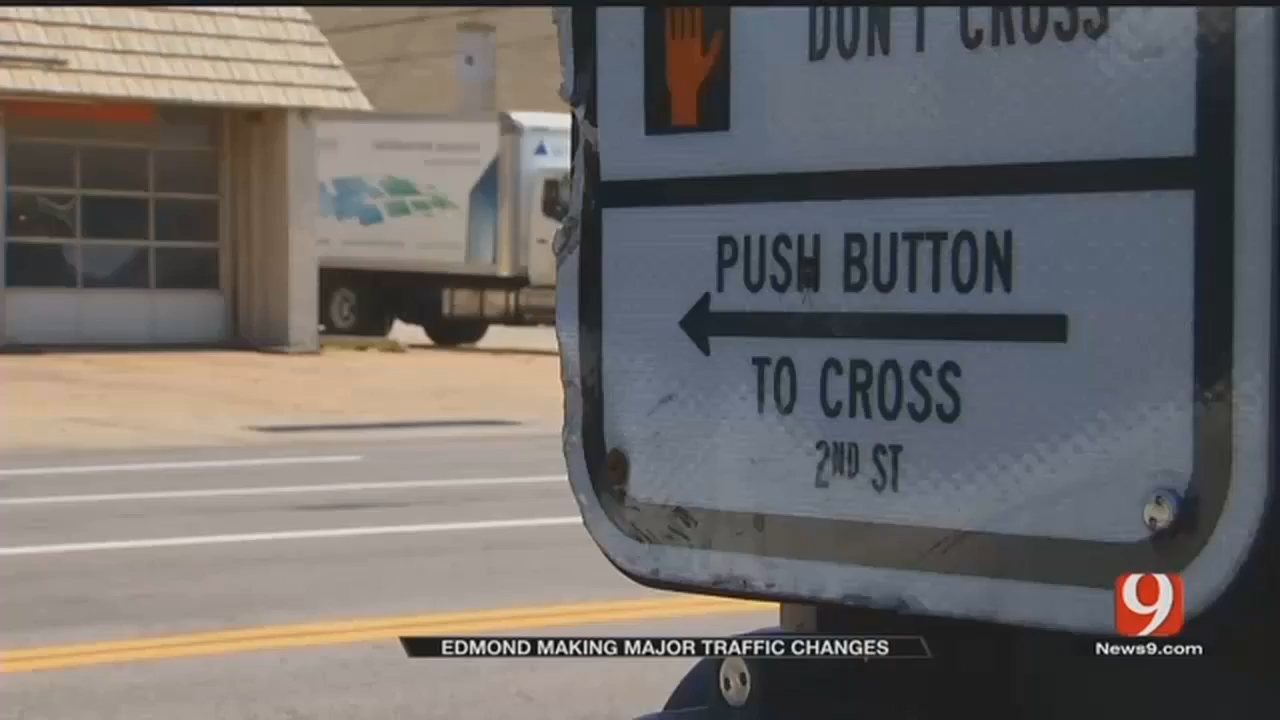 DON'T CROSS
PUSH BUTTON
TO CROSS
2ND ST
9
News9.com
EDMOND MAKING MAJOR TRAFFIC CHANGES